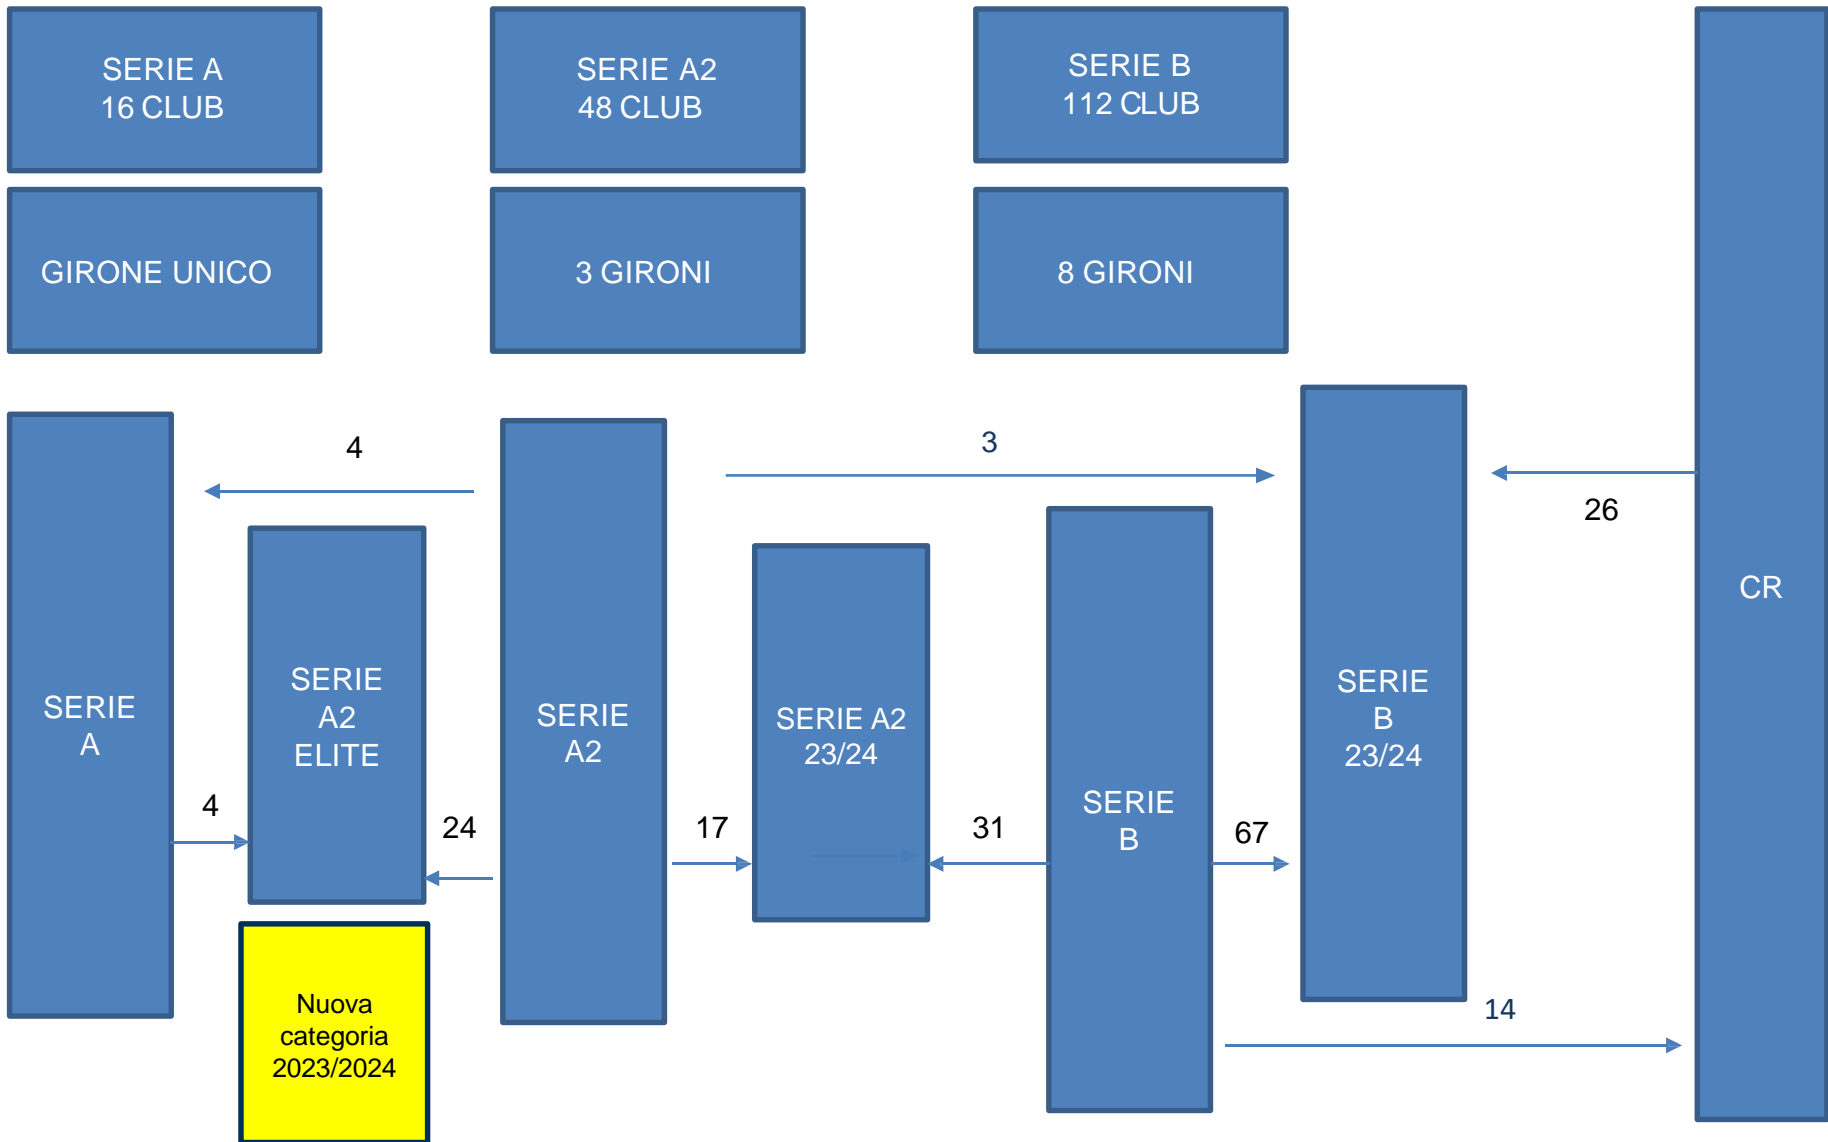 SERIE A
16 CLUB
SERIE A2
48 CLUB
SERIE B
112 CLUB
GIRONE UNICO
3 GIRONI
8 GIRONI
4
3
26
CR
SERIE
A
SERIE
A2
ELITE
SERIE
A2
SERIE A2
23/24
SERIE
B
SERIE
B
23/24
4
24
17
31
67
Nuova
categoria
2023/2024
14